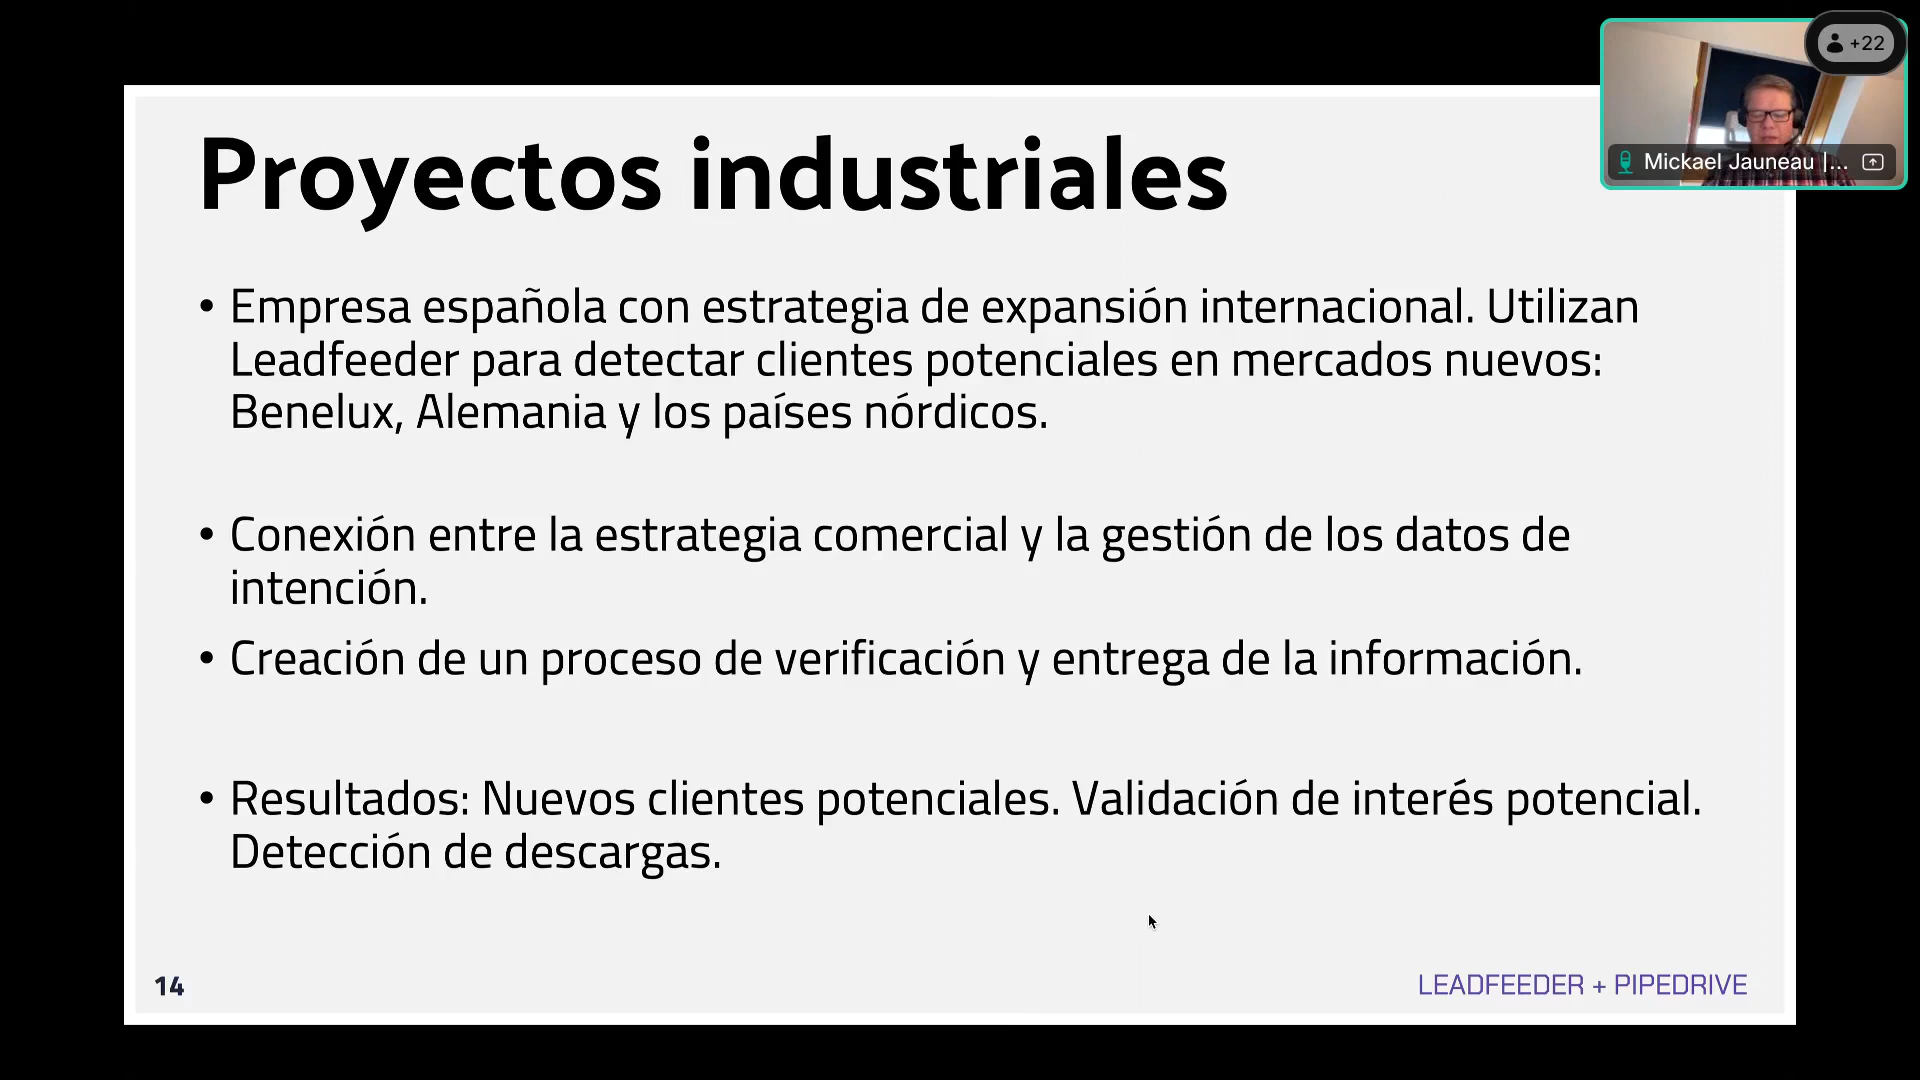 +22
Mickael Jauneau |...
Proyectos industriales
• Empresa española con estrategia de expansión internacional. Utilizan
Leadfeeder para detectar clientes potenciales en mercados nuevos:
Benelux, Alemania y los países nórdicos.
• Conexión entre la estrategia comercial y la gestión de los datos de
intención.
• Creación de un proceso de verificación y entrega de la información.
• Resultados: Nuevos clientes potenciales. Validación de interés potencial.
Detección de descargas.
14
LEADFEEDER + PIPEDRIVE